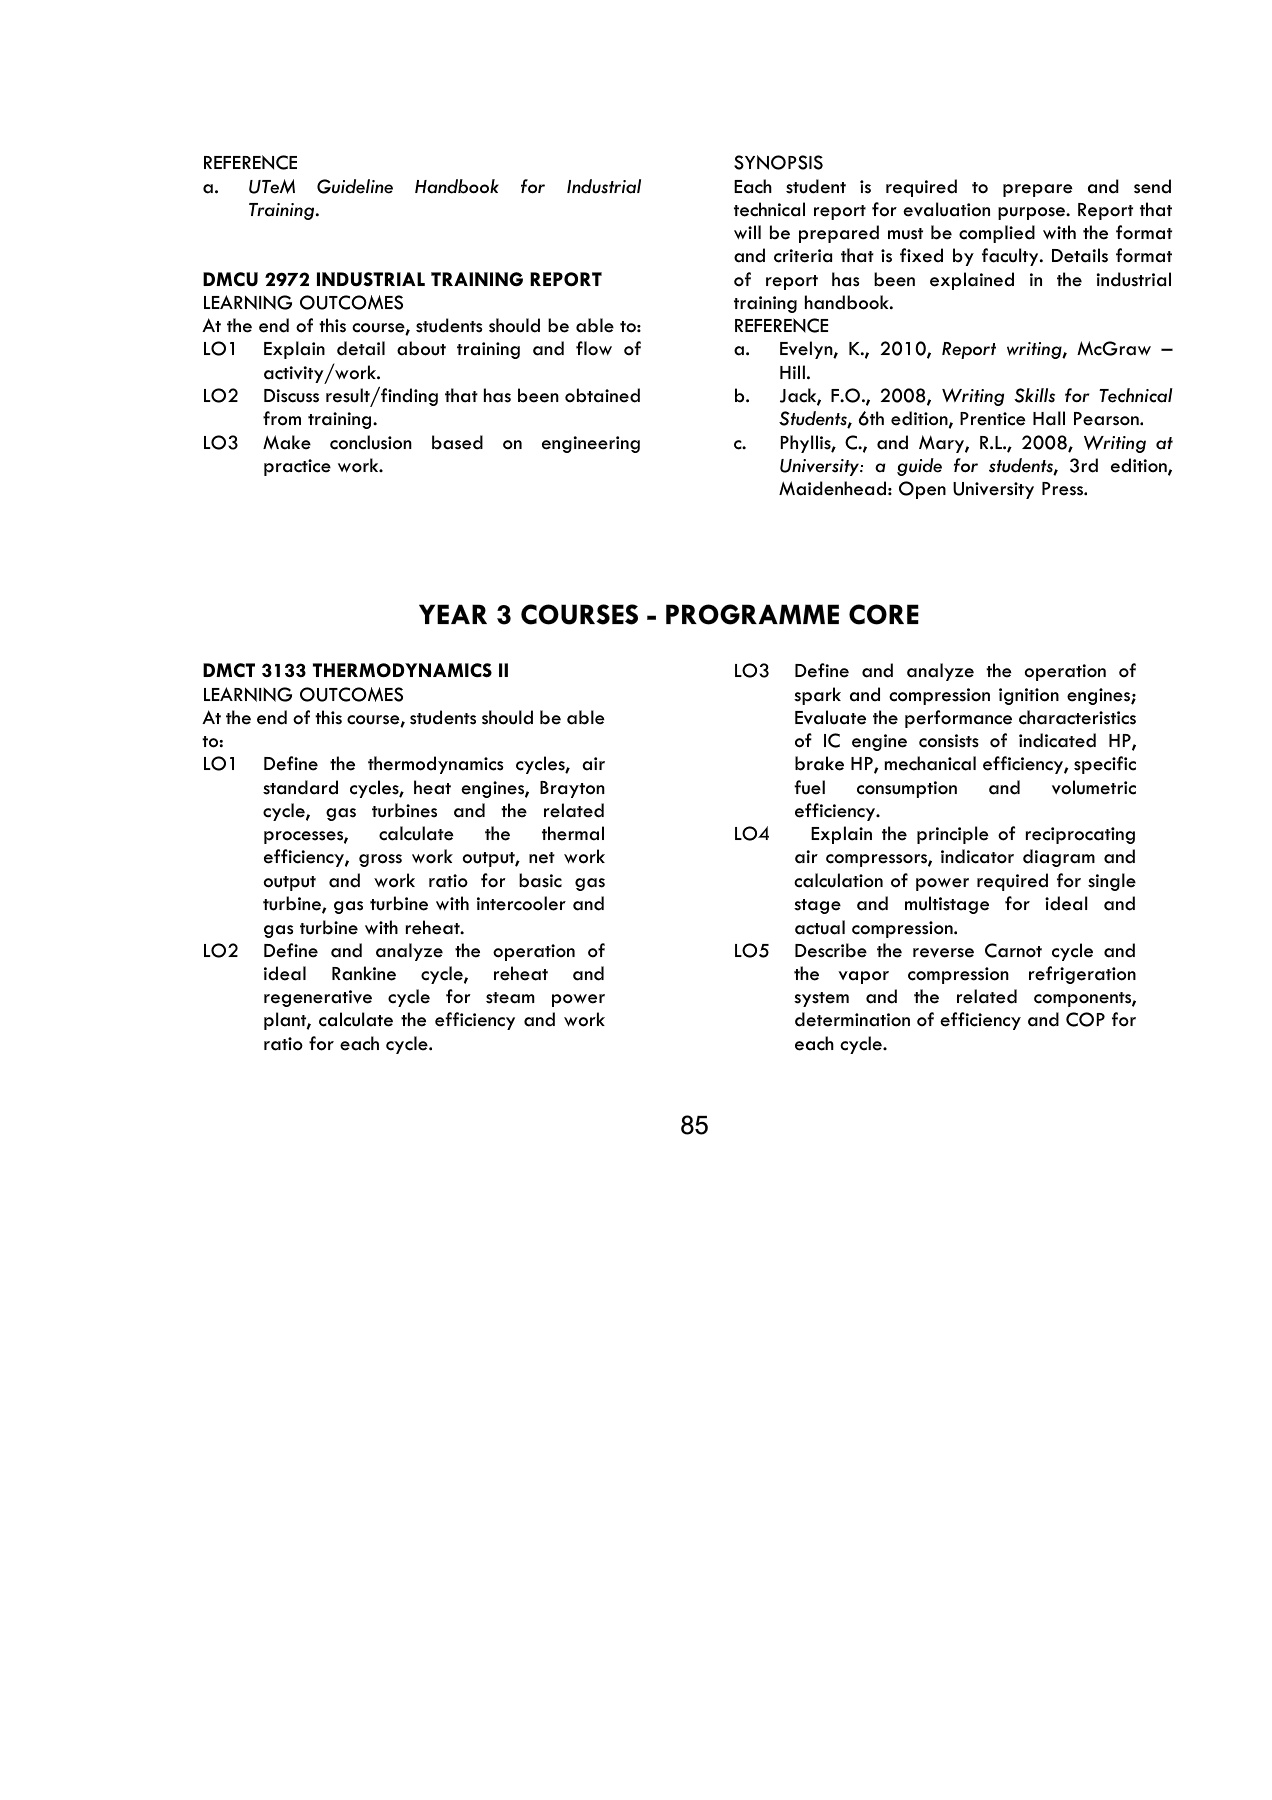 REFERENCE
a. UTeM Guideline Handbook for Industrial
Training.
DMCU 2972 INDUSTRIAL TRAINING REPORT
LEARNING OUTCOMES
At the end of this course, students should be able to:
LO1 Explain detail about training and flow of
activity/work.
LO2 Discuss result/finding that has been obtained
from training.
LO3 Make conclusion based on engineering
practice work.
SYNOPSIS
Each student is required to prepare and send
technical report for evaluation purpose. Report that
will be prepared must be complied with the format
and criteria that is fixed by faculty. Details format
of report has been explained in the industrial
training handbook.
REFERENCE
a. Evelyn, K., 2010, Report writing, McGraw –
Hill.
b. Jack, F.O., 2008, Writing Skills for Technical
Students, 6th edition, Prentice Hall Pearson.
c. Phyllis, C., and Mary, R.L., 2008, Writing at
University: a guide for students, 3rd edition,
Maidenhead: Open University Press.
YEAR 3 COURSES - PROGRAMME CORE
DMCT 3133 THERMODYNAMICS II
LEARNING OUTCOMES
At the end of this course, students should be able
to:
LO1 Define the thermodynamics cycles, air
standard cycles, heat engines, Brayton
cycle, gas turbines and the related
processes, calculate the thermal
efficiency, gross work output, net work
output and work ratio for basic gas
turbine, gas turbine with intercooler and
gas turbine with reheat.
LO2 Define and analyze the operation of
ideal Rankine cycle, reheat and
regenerative cycle for steam power
plant, calculate the efficiency and work
ratio for each cycle.
LO3 Define and analyze the operation of
spark and compression ignition engines;
Evaluate the performance characteristics
of IC engine consists of indicated HP,
brake HP, mechanical efficiency, specific
fuel consumption and volumetric
efficiency.
LO4 Explain the principle of reciprocating
air compressors, indicator diagram and
calculation of power required for single
stage and multistage for ideal and
actual compression.
LO5 Describe the reverse Carnot cycle and
the vapor compression refrigeration
system and the related components,
determination of efficiency and COP for
each cycle.
85